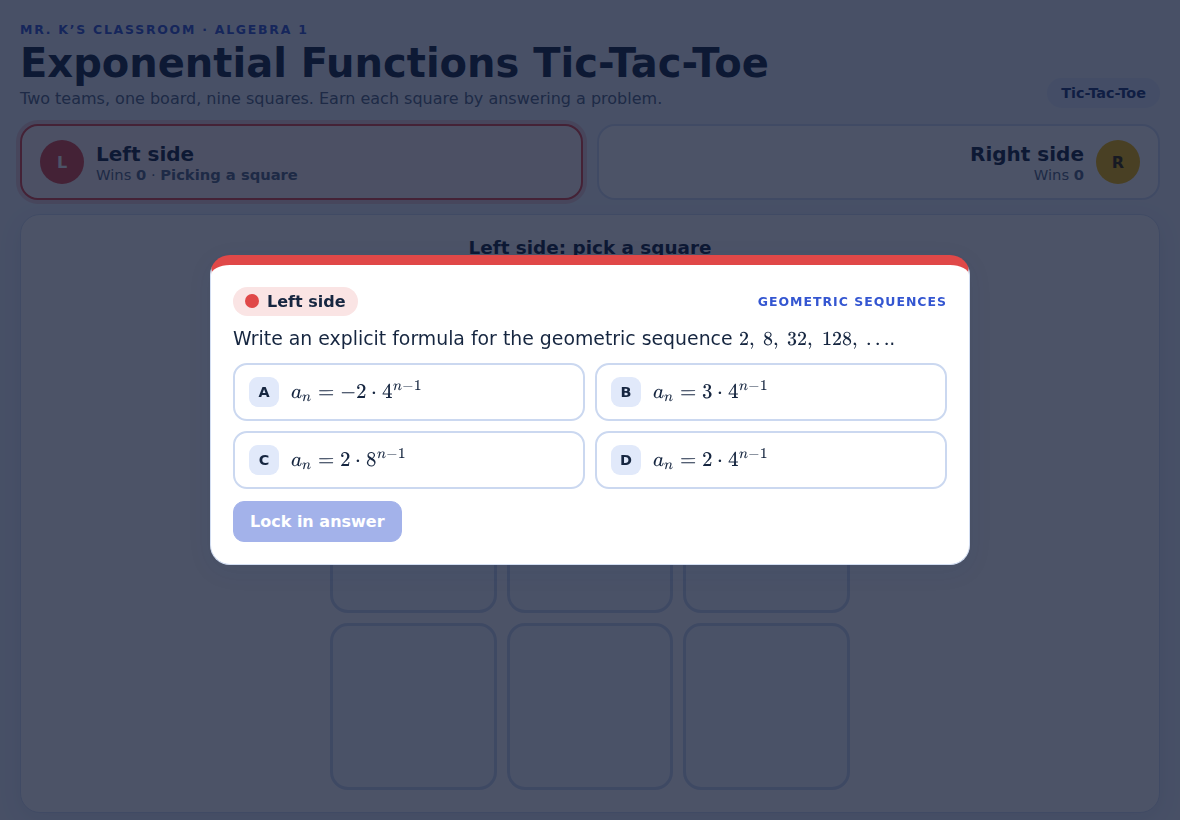 MR. K'S CLASSROOM · ALGEBRA 1
Exponential Functions Tic-Tac-Toe
Two teams, one board, nine squares. Earn each square by answering a problem.
Tic-Tac-Toe
L
Left side
Wins 0 · Picking a square
Right side
Wins 0
R
Left side: pick a square
Left side
GEOMETRIC SEQUENCES
Write an explicit formula for the geometric sequence 2, 8, 32, 128, ….
A aₙ = −2 · 4ⁿ⁻¹
B aₙ = 3 · 4ⁿ⁻¹
C aₙ = 2 · 8ⁿ⁻¹
D aₙ = 2 · 4ⁿ⁻¹
Lock in answer